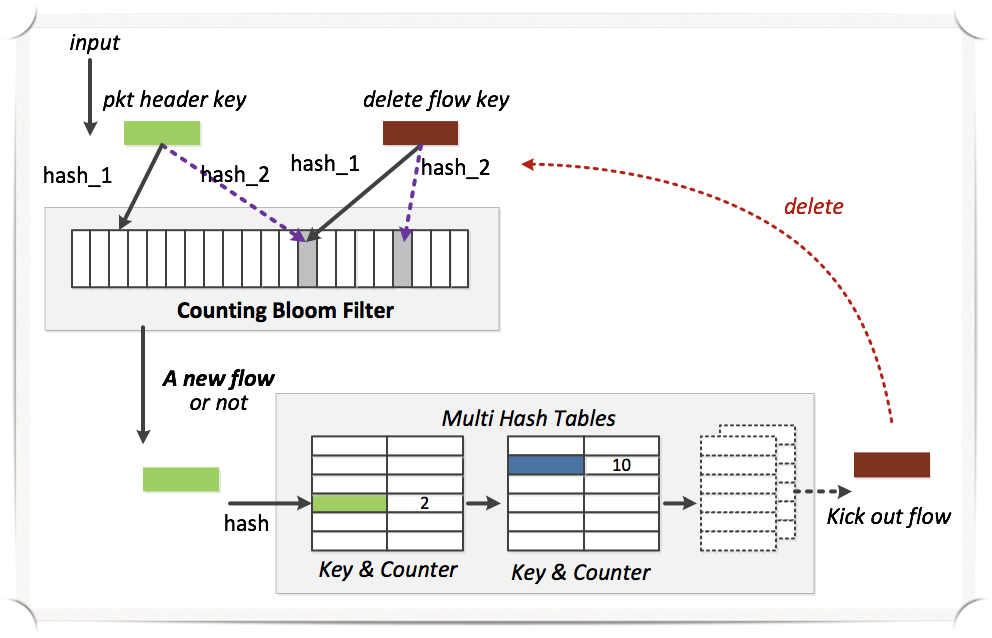 input
pkt header key
delete flow key
hash_1
hash_2
hash_1
hash_2
delete
Counting Bloom Filter
A new flow
or not
Multi Hash Tables
10
2
hash
Kick out flow
Key & Counter
Key & Counter